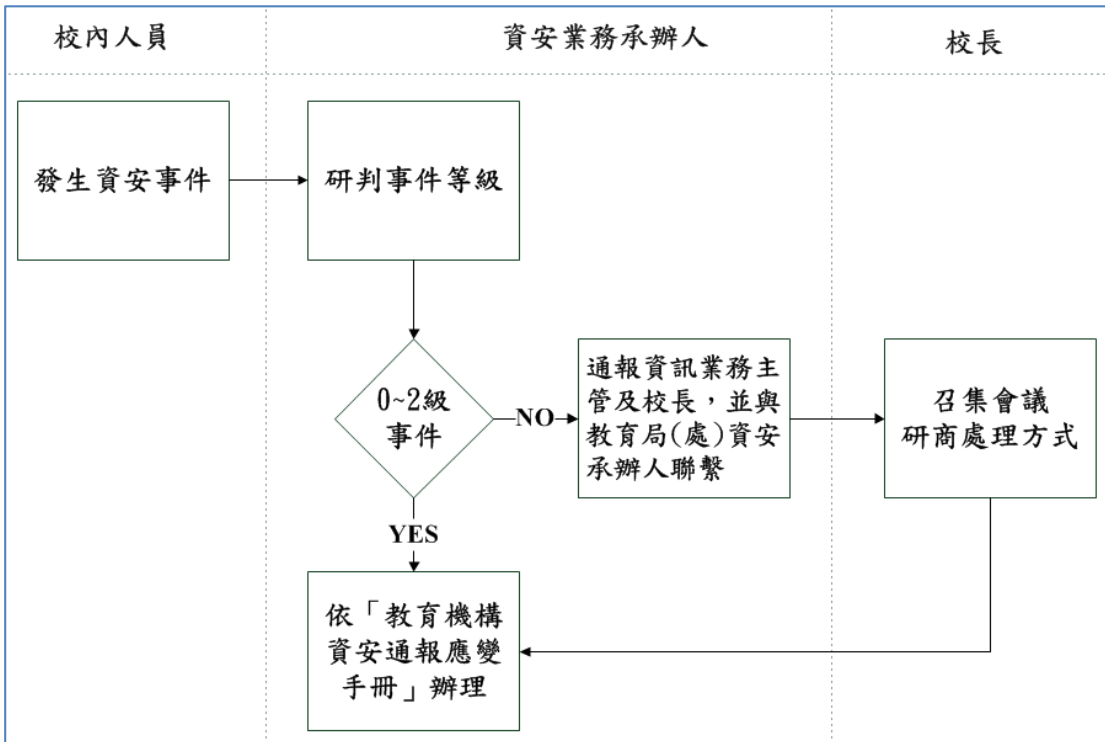 校內人員
資安業務承辦人
校長
發生資安事件
研判事件等級
0~2級
事件
NO
通報資訊業務主
管及校長，並與
教育局(處)資安
承辦人聯繫
召集會議
研商處理方式
YES
依「教育機構
資安通報應變
手冊」辦理